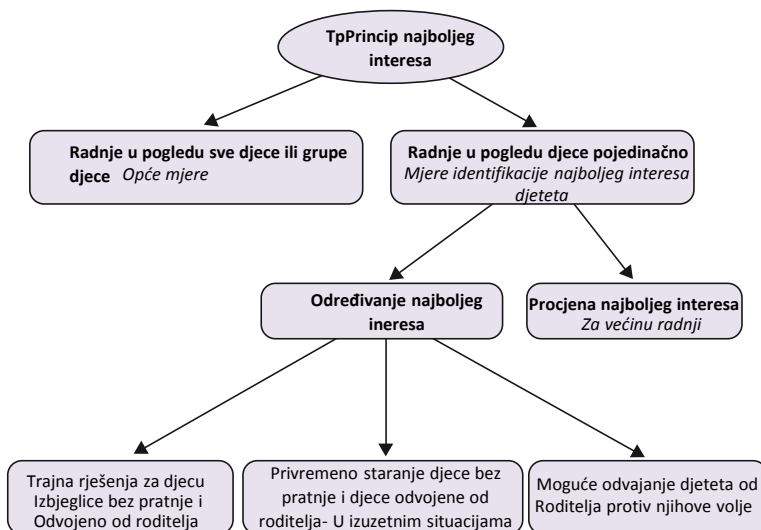 TpPrincip najboljeg
interesa
Radnje u pogledu sve djece ili grupe
djece Opće mjere
Radnje u pogledu djece pojedinačno
Mjere identifikacije najboljeg interesa
djeteta
Određivanje najboljeg
ineresa
Procjena najboljeg interesa
Za većinu radnji
Trajna rješenja za djecu
Izbjeglice bez pratnje i
Odvojeno od roditelja
Privremeno staranje djece bez
pratnje i djece odvojene od
roditelja- U izuzetnim situacijama
Moguće odvajanje djeteta od
Roditelja protiv njihove volje